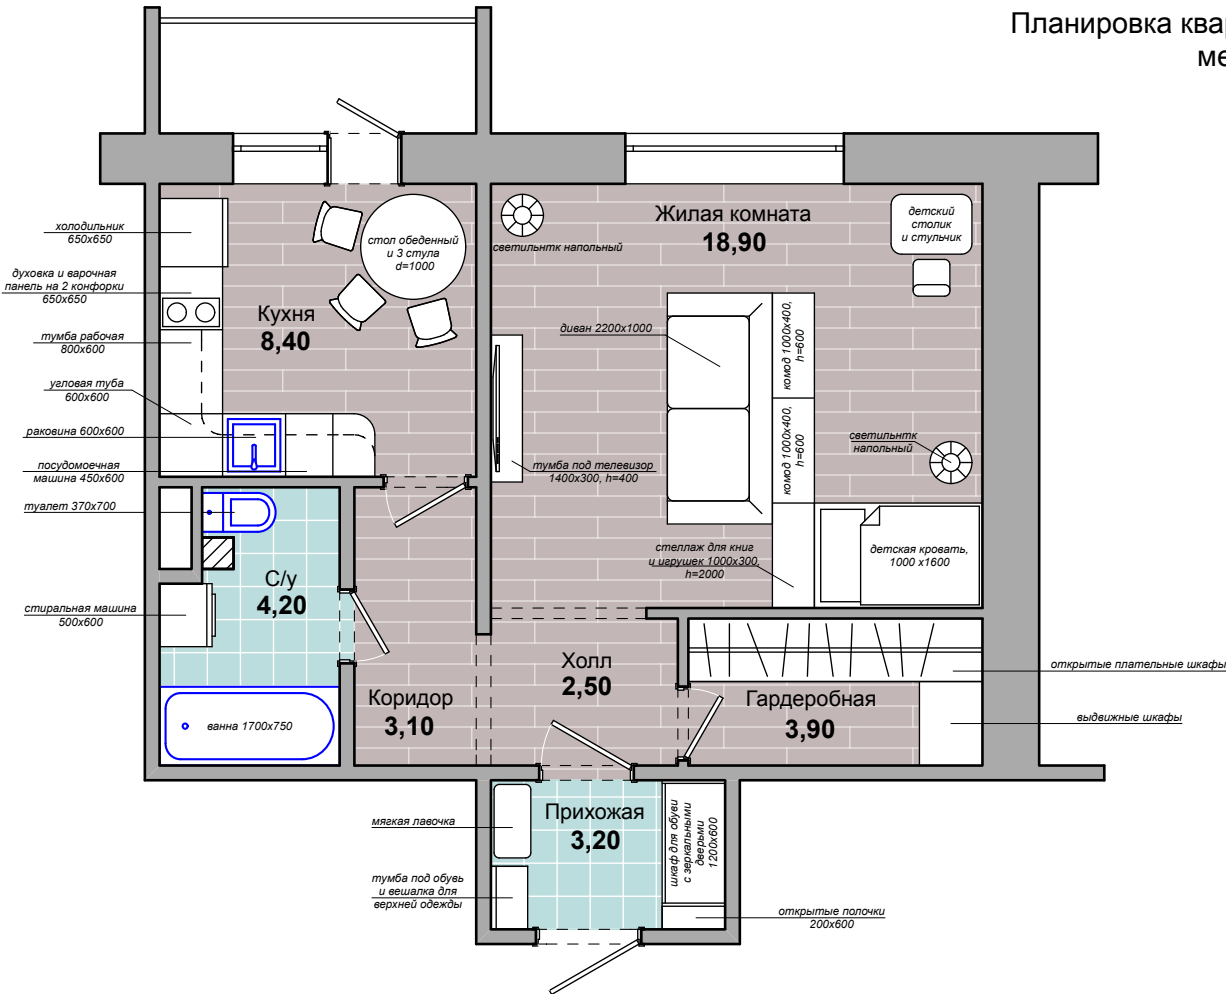 Планировка квар
ме
холодильник
650х650
духовка и варочная
панель на 2 конфорки
650х650
тумба рабочая
800х600
угловая туба
600х600
раковина 600х600
посудомоечная
машина 450х600
туалет 370х700
стиральная машина
500х600
Кухня
8,40
стол обеденный
и 3 стула
d=1000
светильнтк напольный
Жилая комната
18,90
детский
столик
и стульчик
диван 2200х1000
комод 1000х400,
h=600
комод 1000х400,
h=600
светильнтк
напольный
тумба под телевизор
1400х300, h=400
стеллаж для книг
и игрушек 1000х300,
h=2000
детская кровать,
1000 х1600
С/у
4,20
ванна 1700х750
Коридор
3,10
Холл
2,50
Гардеробная
3,90
открытые плательные шкафы
выдвижные шкафы
Прихожая
3,20
мягкая лавочка
тумба под обувь
и вешалка для
верхней одежды
шкаф для обуви
с зеркальными
дверьми
1200х600
открытые полочки
200х600